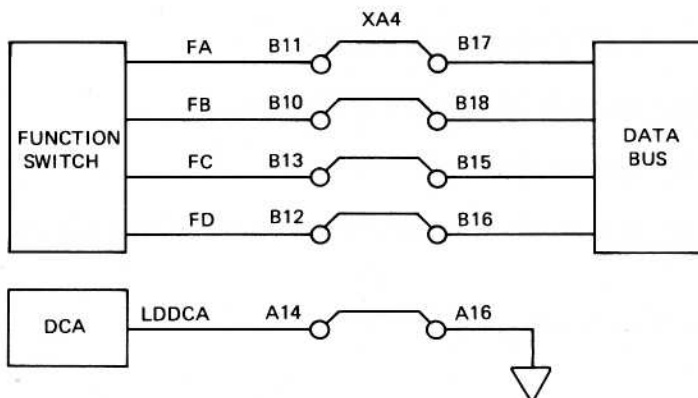 XA4
FA B11 B17
FB B10 B18
FUNCTION SWITCH
DATA BUS
FC B13 B15
FD B12 B16
DCA LDDCA A14 A16